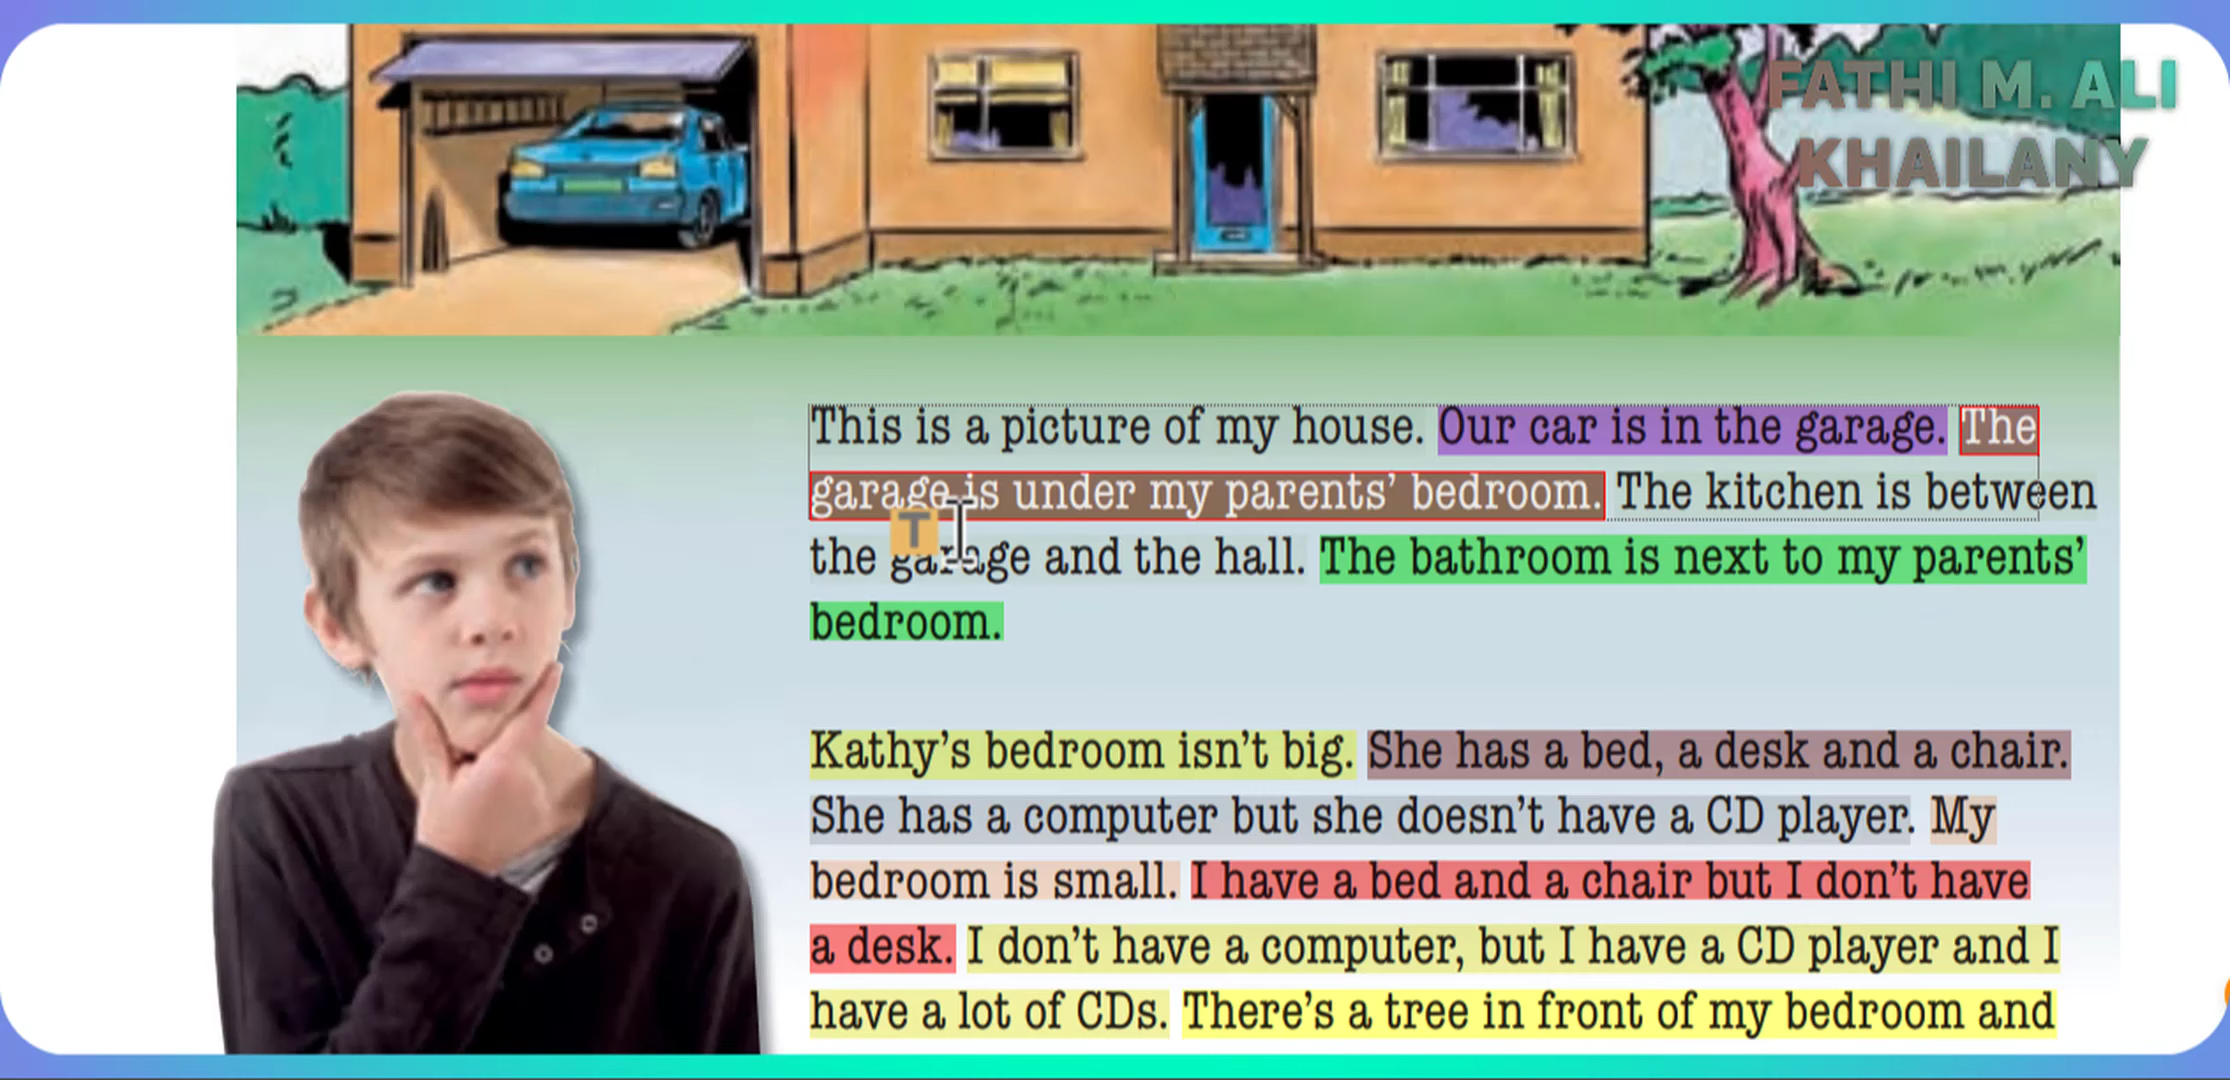 FATHI M. ALI
KHAILANY
This is a picture of my house. Our car is in the garage. The
garage is under my parents’ bedroom. The kitchen is between
the garage and the hall. The bathroom is next to my parents’
bedroom.
Kathy’s bedroom isn’t big. She has a bed, a desk and a chair.
She has a computer but she doesn’t have a CD player. My
bedroom is small. I have a bed and a chair but I don’t have
a desk. I don’t have a computer, but I have a CD player and I
have a lot of CDs. There’s a tree in front of my bedroom and